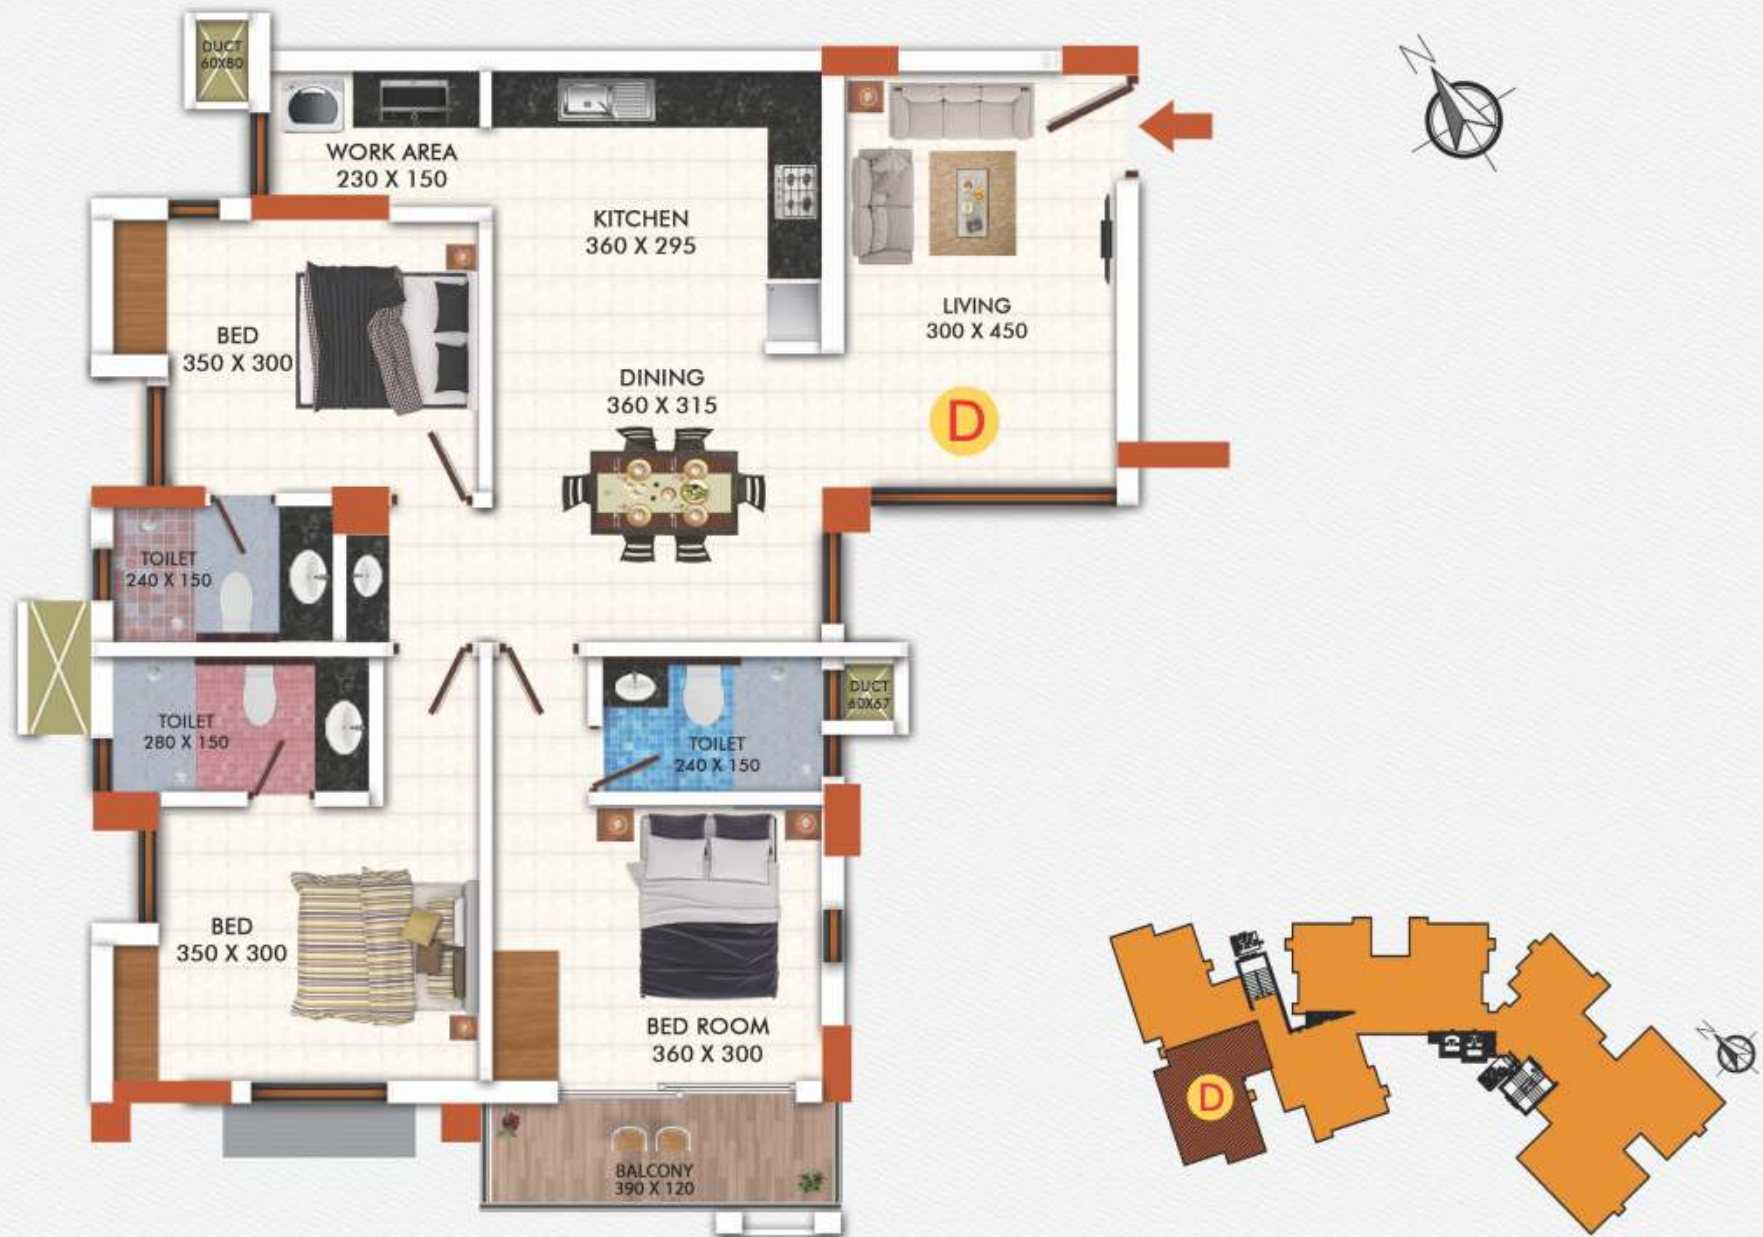 DUCT
60X80
N
WORK AREA
230 X 150
KITCHEN
360 X 295
LIVING
300 X 450
BED
350 X 300
DINING
360 X 315
D
TOILET
240 X 150
TOILET
280 X 150
DUCT
60X67
TOILET
240 X 150
BED
350 X 300
BED ROOM
360 X 300
BALCONY
390 X 120
D
N